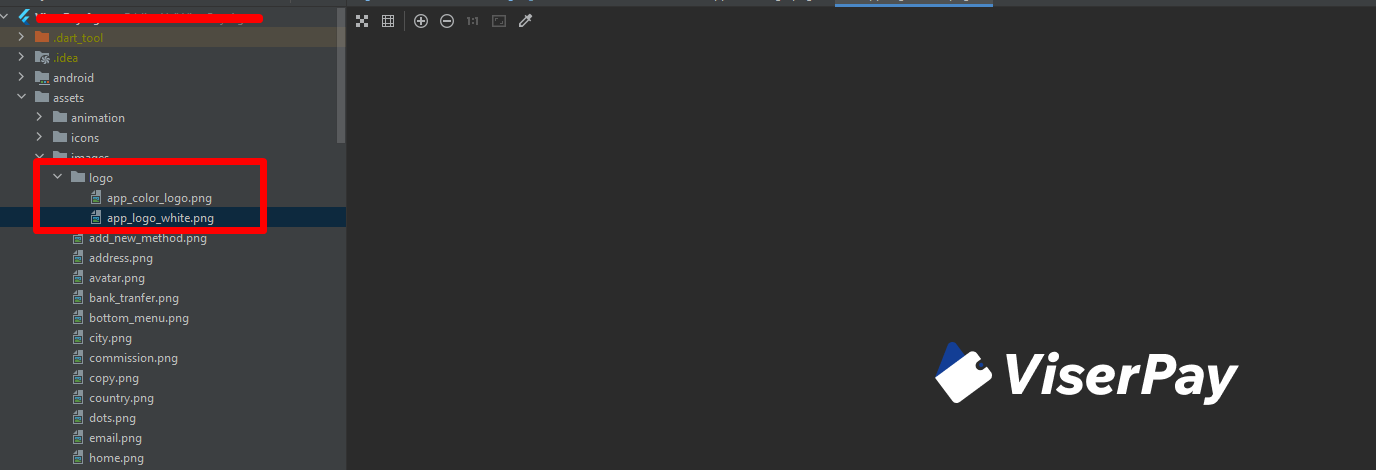 .dart_tool
.idea
android
assets
animation
icons
images
logo
app_color_logo.png
app_logo_white.png
add_new_method.png
address.png
avatar.png
bank_tranfer.png
bottom_menu.png
city.png
commission.png
copy.png
country.png
dots.png
email.png
home.png
1:1
ViserPay